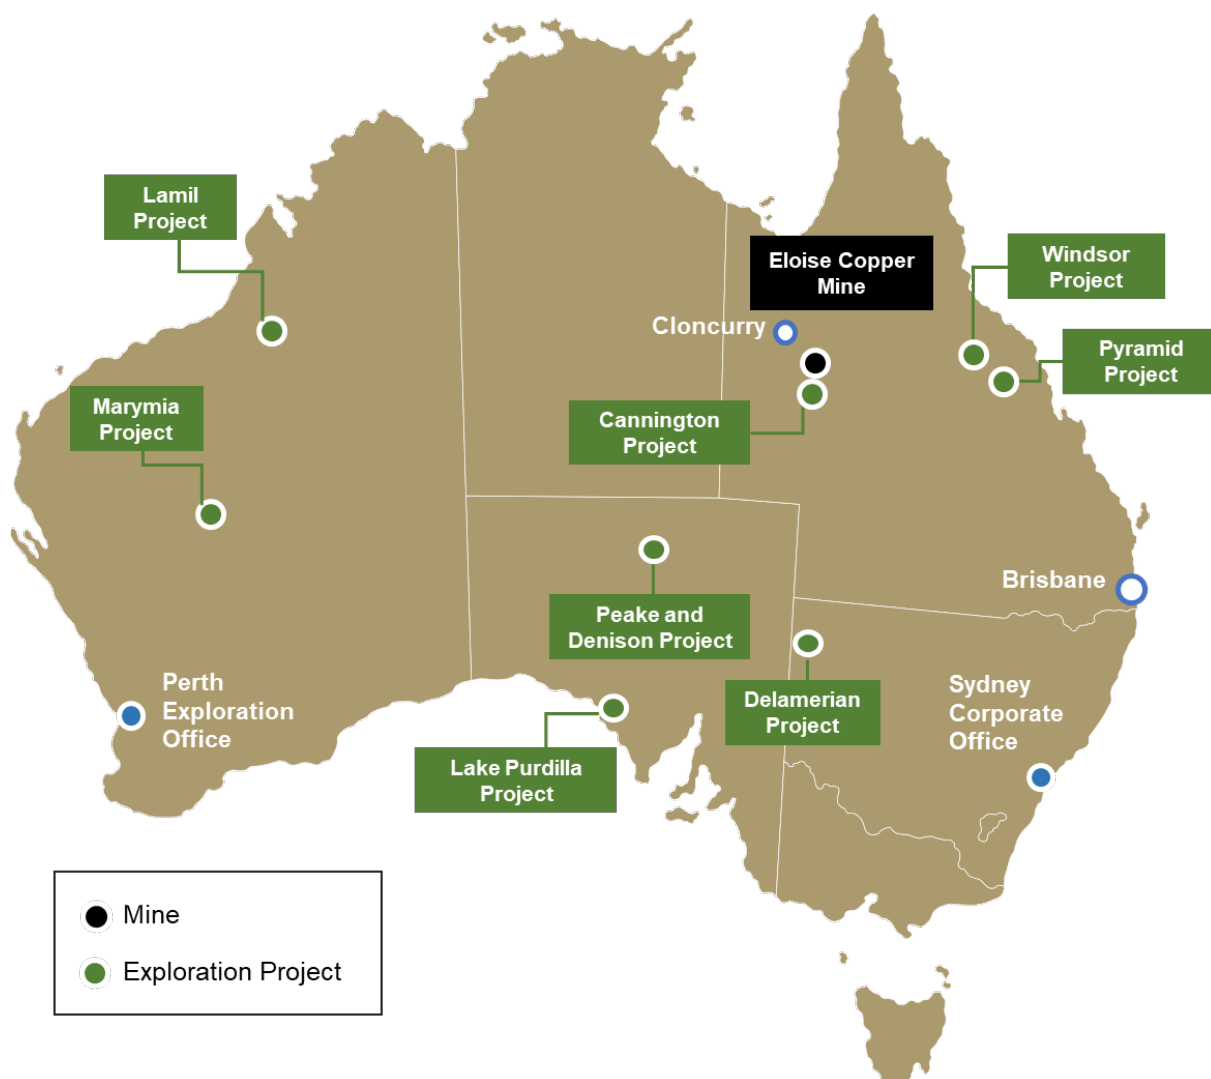 Lamil
Project
Eloise Copper
Mine
Windsor
Project
Cloncurry
Pyramid
Project
Marymia
Project
Cannington
Project
Brisbane
Peake and
Denison Project
Perth
Exploration
Office
Delamerian
Project
Sydney
Corporate
Office
Lake Purdilla
Project
Mine
Exploration Project